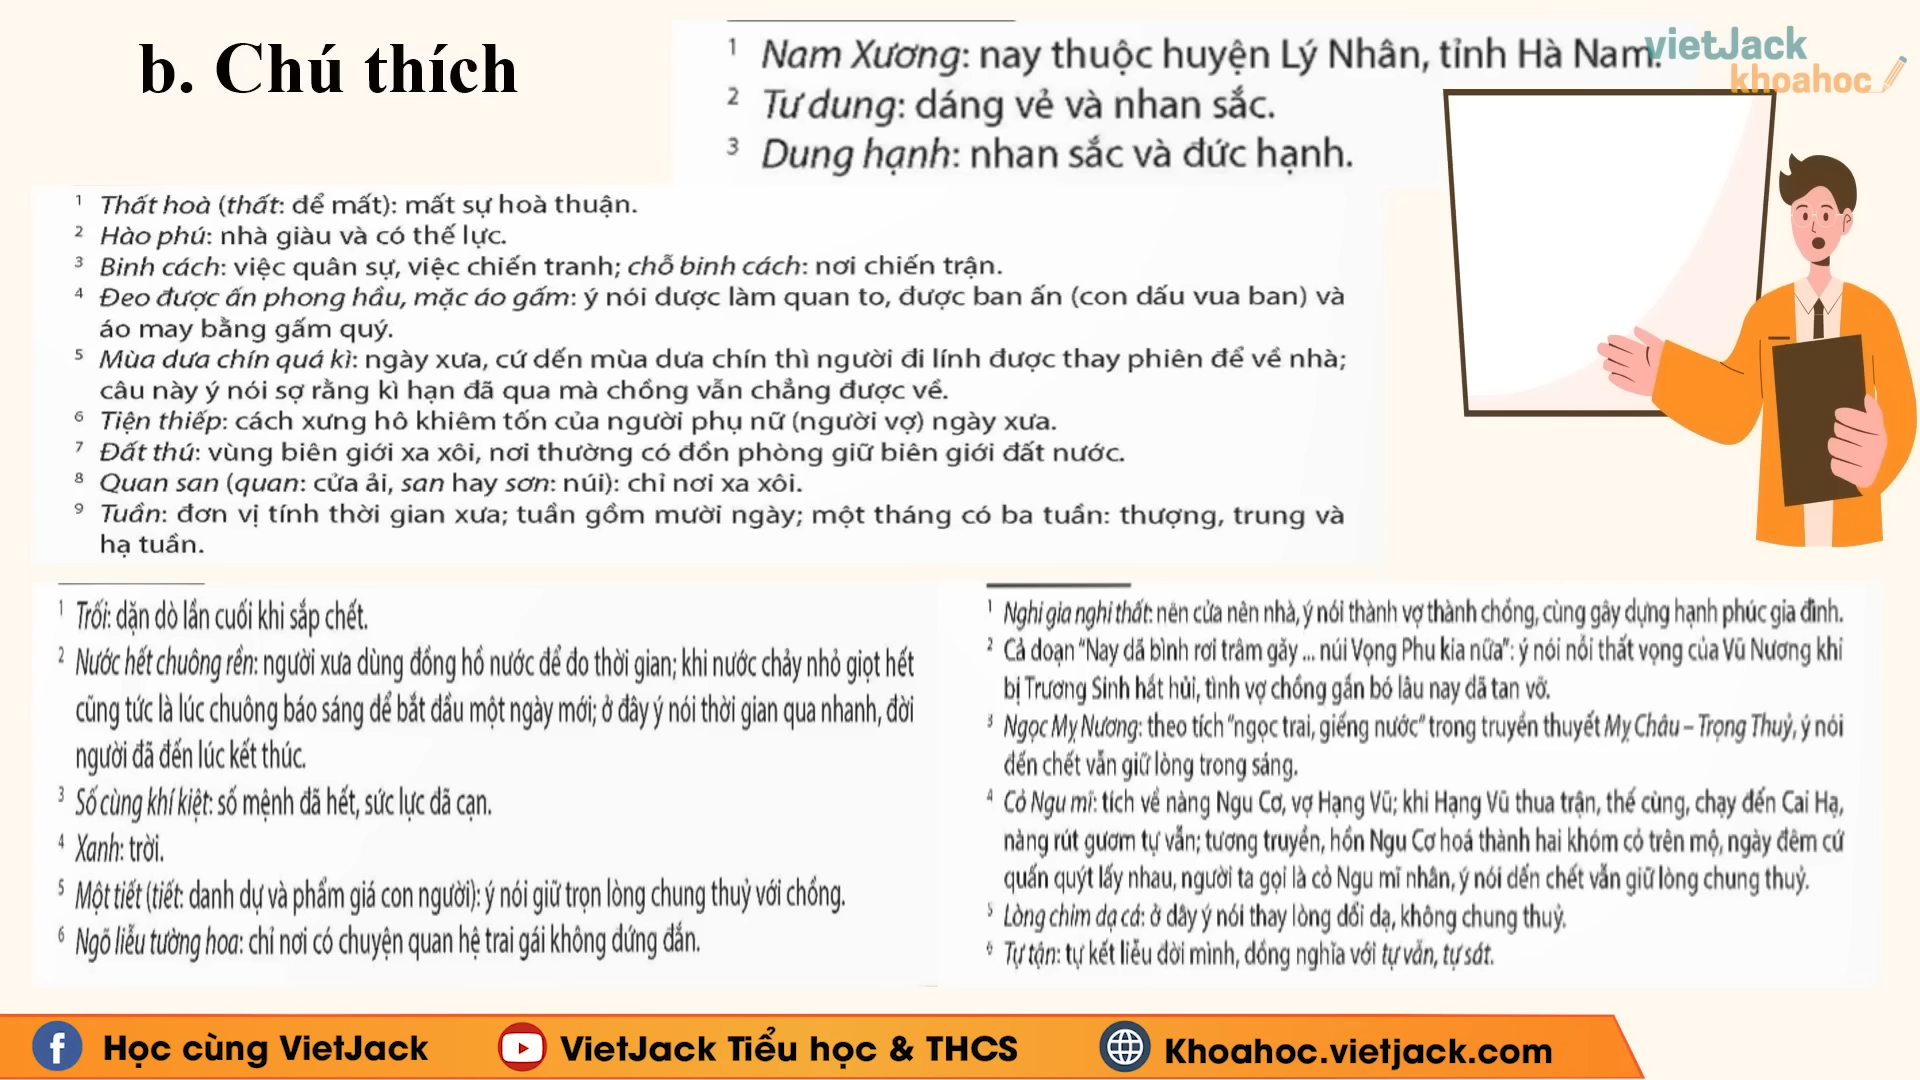 b. Chú thích
1 Nam Xương: nay thuộc huyện Lý Nhân, tỉnh Hà Nam.
2 Tư dung: dáng vẻ và nhan sắc.
3 Dung hạnh: nhan sắc và đức hạnh.
vietJack
khoahoc
1 Thất hoà (thất: để mất): mất sự hoà thuận.
2 Hào phú: nhà giàu và có thế lực.
3 Binh cách: việc quân sự, việc chiến tranh; chỗ binh cách: nơi chiến trận.
4 Đeo được ấn phong hầu, mặc áo gấm: ý nói được làm quan to, được ban ấn (con dấu vua ban) và
áo may bằng gấm quý.
5 Mùa dưa chín quá kì: ngày xưa, cứ đến mùa dưa chín thì người đi lính được thay phiên để về nhà;
câu này ý nói sợ rằng kì hạn đã qua mà chồng vẫn chẳng được về.
6 Tiện thiếp: cách xưng hô khiêm tốn của người phụ nữ (người vợ) ngày xưa.
7 Đất thú: vùng biên giới xa xôi, nơi thường có đồn phòng giữ biên giới đất nước.
8 Quan san (quan: cửa ải, san hay sơn: núi): chỉ nơi xa xôi.
9 Tuần: đơn vị tính thời gian xưa; tuần gồm mười ngày; một tháng có ba tuần: thượng, trung và
hạ tuần.
1 Trối: dặn dò lần cuối khi sắp chết.
2 Nước hết chuông rền: người xưa dùng đồng hồ nước để đo thời gian; khi nước chảy nhỏ giọt hết
cũng tức là lúc chuông báo sáng để bắt đầu một ngày mới; ở đây ý nói thời gian qua nhanh, đời
người đã đến lúc kết thúc.
3 Số cùng khí kiệt: số mệnh đã hết, sức lực đã cạn.
4 Xanh: trời.
5 Một tiết (tiết: danh dự và phẩm giá con người): ý nói giữ trọn lòng chung thuỷ với chồng.
6 Ngõ liễu tường hoa: chỉ nơi có chuyện quan hệ trai gái không đứng đắn.
1 Nghi gia nghi thất: nên cửa nên nhà, ý nói thành vợ thành chồng, cùng gây dựng hạnh phúc gia đình.
2 Cả đoạn "Nay đã bình rơi trâm gãy ... núi Vọng Phu kia nữa": ý nói nỗi thất vọng của Vũ Nương khi
bị Trương Sinh hắt hủi, tình vợ chồng gắn bó lâu nay đã tan vỡ.
3 Ngọc Mỵ Nương: theo tích "ngọc trai, giếng nước" trong truyền thuyết Mỵ Châu – Trọng Thuỷ, ý nói
đến chết vẫn giữ lòng trong sáng.
4 Cỏ Ngu mĩ: tích về nàng Ngu Cơ, vợ Hạng Vũ; khi Hạng Vũ thua trận, thế cùng, chạy đến Cai Hạ,
nàng rút gươm tự vẫn; tương truyền, hồn Ngu Cơ hoá thành hai khóm cỏ trên mộ, ngày đêm cứ
quấn quýt lấy nhau, người ta gọi là cỏ Ngu mĩ nhân, ý nói đến chết vẫn giữ lòng chung thuỷ.
5 Lòng chim dạ cá: ở đây ý nói thay lòng đổi dạ, không chung thuỷ.
6 Tự tận: tự kết liễu đời mình, đồng nghĩa với tự vẫn, tự sát.
Học cùng VietJack
VietJack Tiểu học & THCS
Khoahoc.vietjack.com